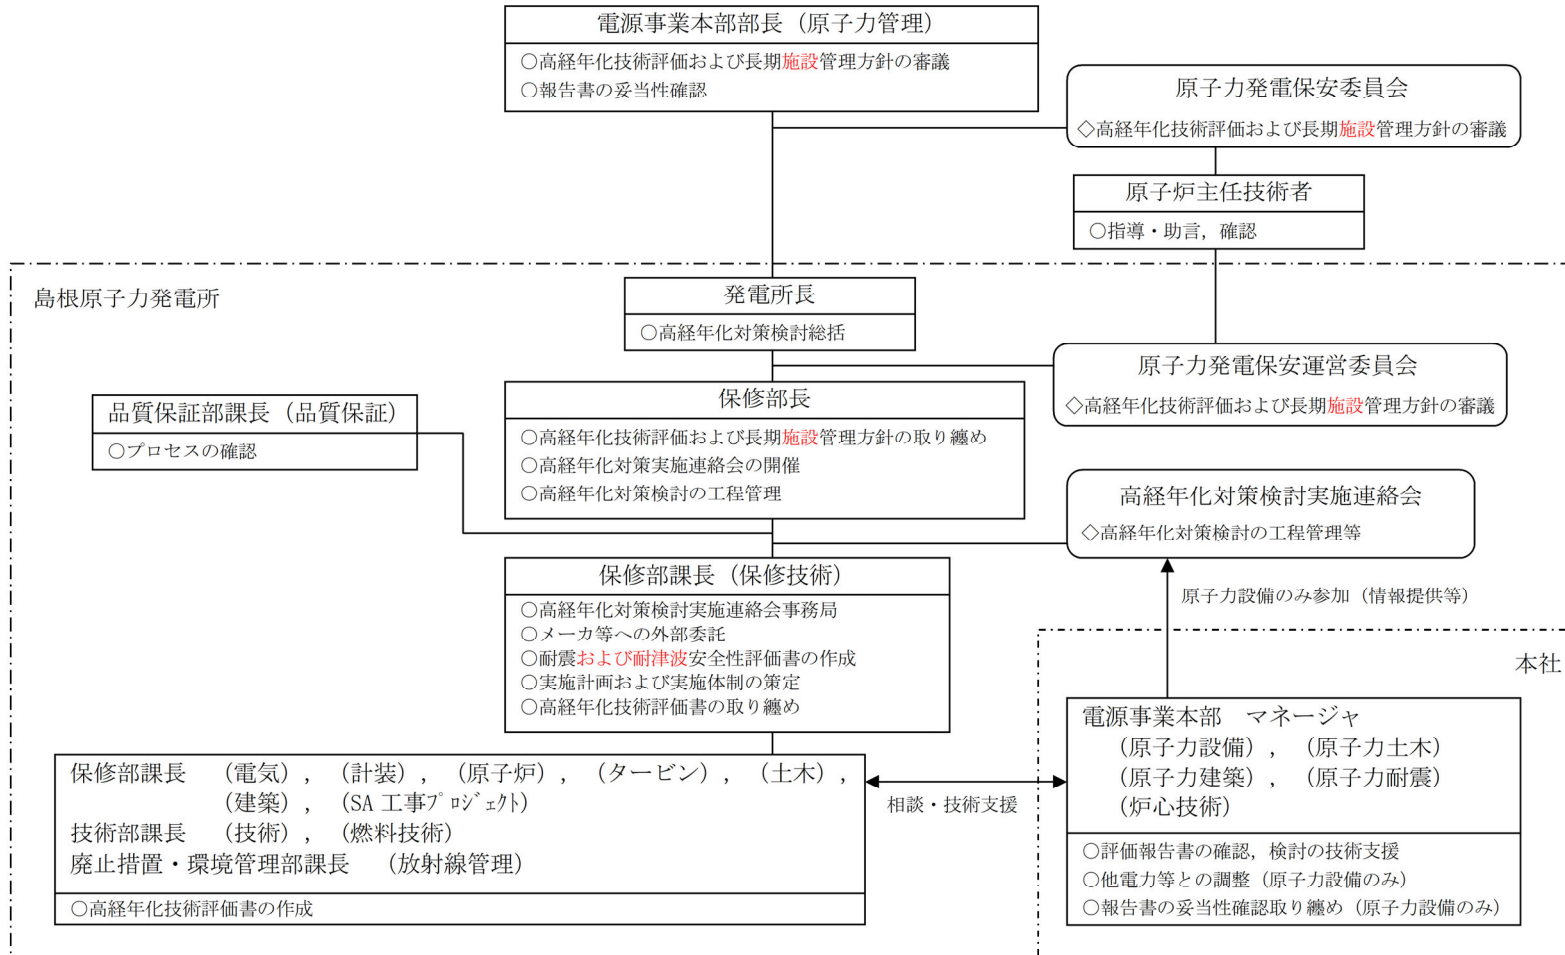 電源事業本部部長（原子力管理）
○高経年化技術評価および長期施設管理方針の審議
○報告書の妥当性確認
原子力発電保安委員会
◇高経年化技術評価および長期施設管理方針の審議
原子炉主任技術者
○指導・助言，確認
島根原子力発電所
発電所長
○高経年化対策検討総括
原子力発電保安運営委員会
◇高経年化技術評価および長期施設管理方針の審議
品質保証部課長（品質保証）
○プロセスの確認
保修部長
○高経年化技術評価および長期施設管理方針の取り纏め
○高経年化対策実施連絡会の開催
○高経年化対策検討の工程管理
高経年化対策検討実施連絡会
◇高経年化対策検討の工程管理等
保修部課長（保修技術）
○高経年化対策検討実施連絡会事務局
○メーカ等への外部委託
○耐震および耐津波安全性評価書の作成
○実施計画および実施体制の策定
○高経年化技術評価書の取り纏め
原子力設備のみ参加（情報提供等）
本社
保修部課長　（電気），（計装），（原子炉），（タービン），（土木），
（建築），（SA 工事ﾌﾟﾛｼﾞｪｸﾄ）
技術部課長　（技術），（燃料技術）
廃止措置・環境管理部課長　（放射線管理）
○高経年化技術評価書の作成
相談・技術支援
電源事業本部　マネージャ
（原子力設備），（原子力土木）
（原子力建築），（原子力耐震）
（炉心技術）
○評価報告書の確認，検討の技術支援
○他電力等との調整（原子力設備のみ）
○報告書の妥当性確認取り纏め（原子力設備のみ）